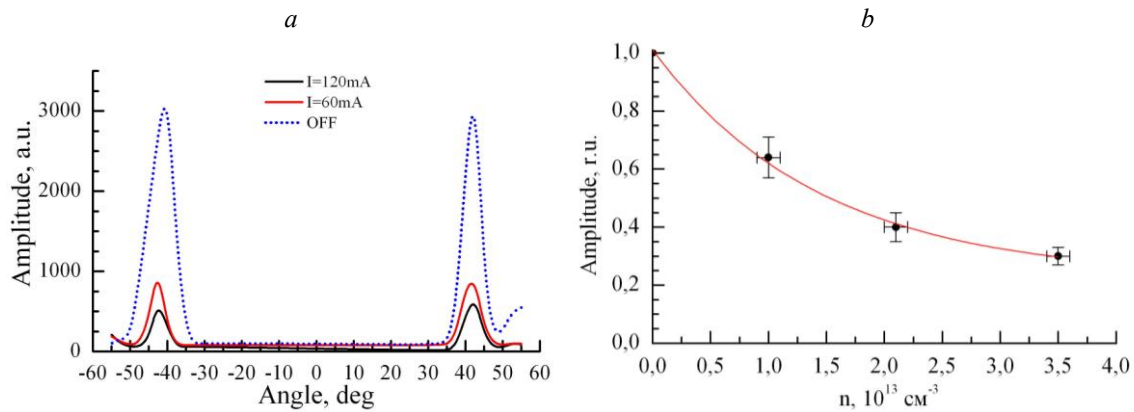 a
b
I=120mA
I=60mA
OFF
Amplitude, a.u.
3000
2000
1000
0
-60 -50 -40 -30 -20 -10 0 10 20 30 40 50 60
Angle, deg
Amplitude, r.u.
1,0
0,8
0,6
0,4
0,2
0,0
0,0 0,5 1,0 1,5 2,0 2,5 3,0 3,5 4,0
n, 10¹³ см⁻³